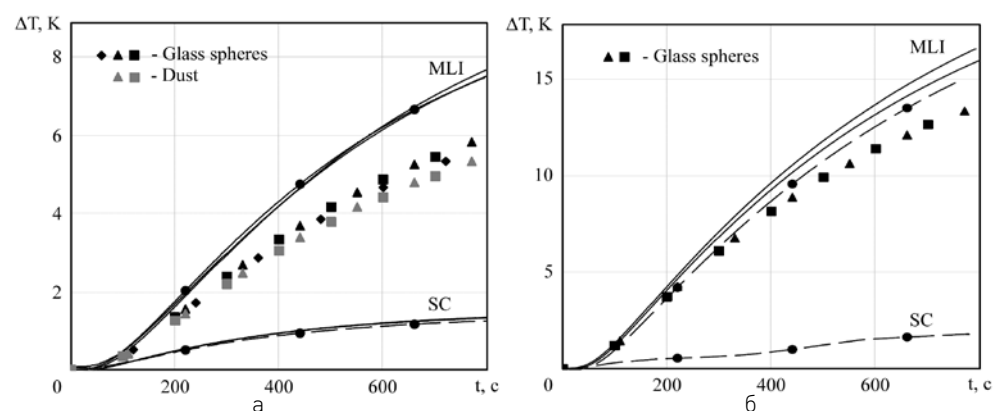 ΔT, K
8
6
4
2
0
200
400
600
t, c
- Glass spheres
- Dust
MLI
SC
а
ΔT, K
15
10
5
0
200
400
600
t, c
- Glass spheres
MLI
SC
б